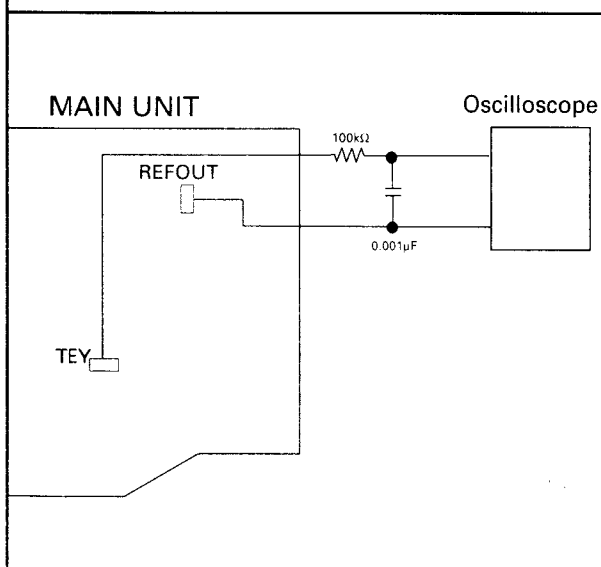 MAIN UNIT
Oscilloscope
100kΩ
REFOUT
0.001μF
TEY